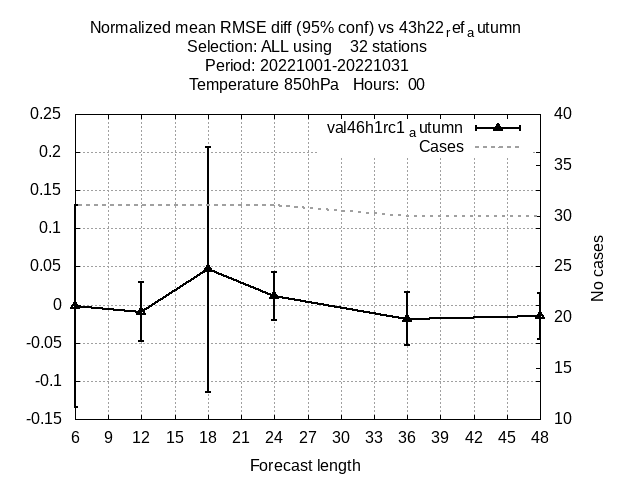 Normalized mean RMSE diff (95% conf) vs 43h22ref autumn
Selection: ALL using 32 stations
Period: 20221001-20221031
Temperature 850hPa Hours: 00
val46h1rc1autumn
Cases
0.25
0.2
0.15
0.1
0.05
0
-0.05
-0.1
-0.15
40
35
30
25
20
15
10
No cases
6 9 12 15 18 21 24 27 30 33 36 39 42 45 48
Forecast length